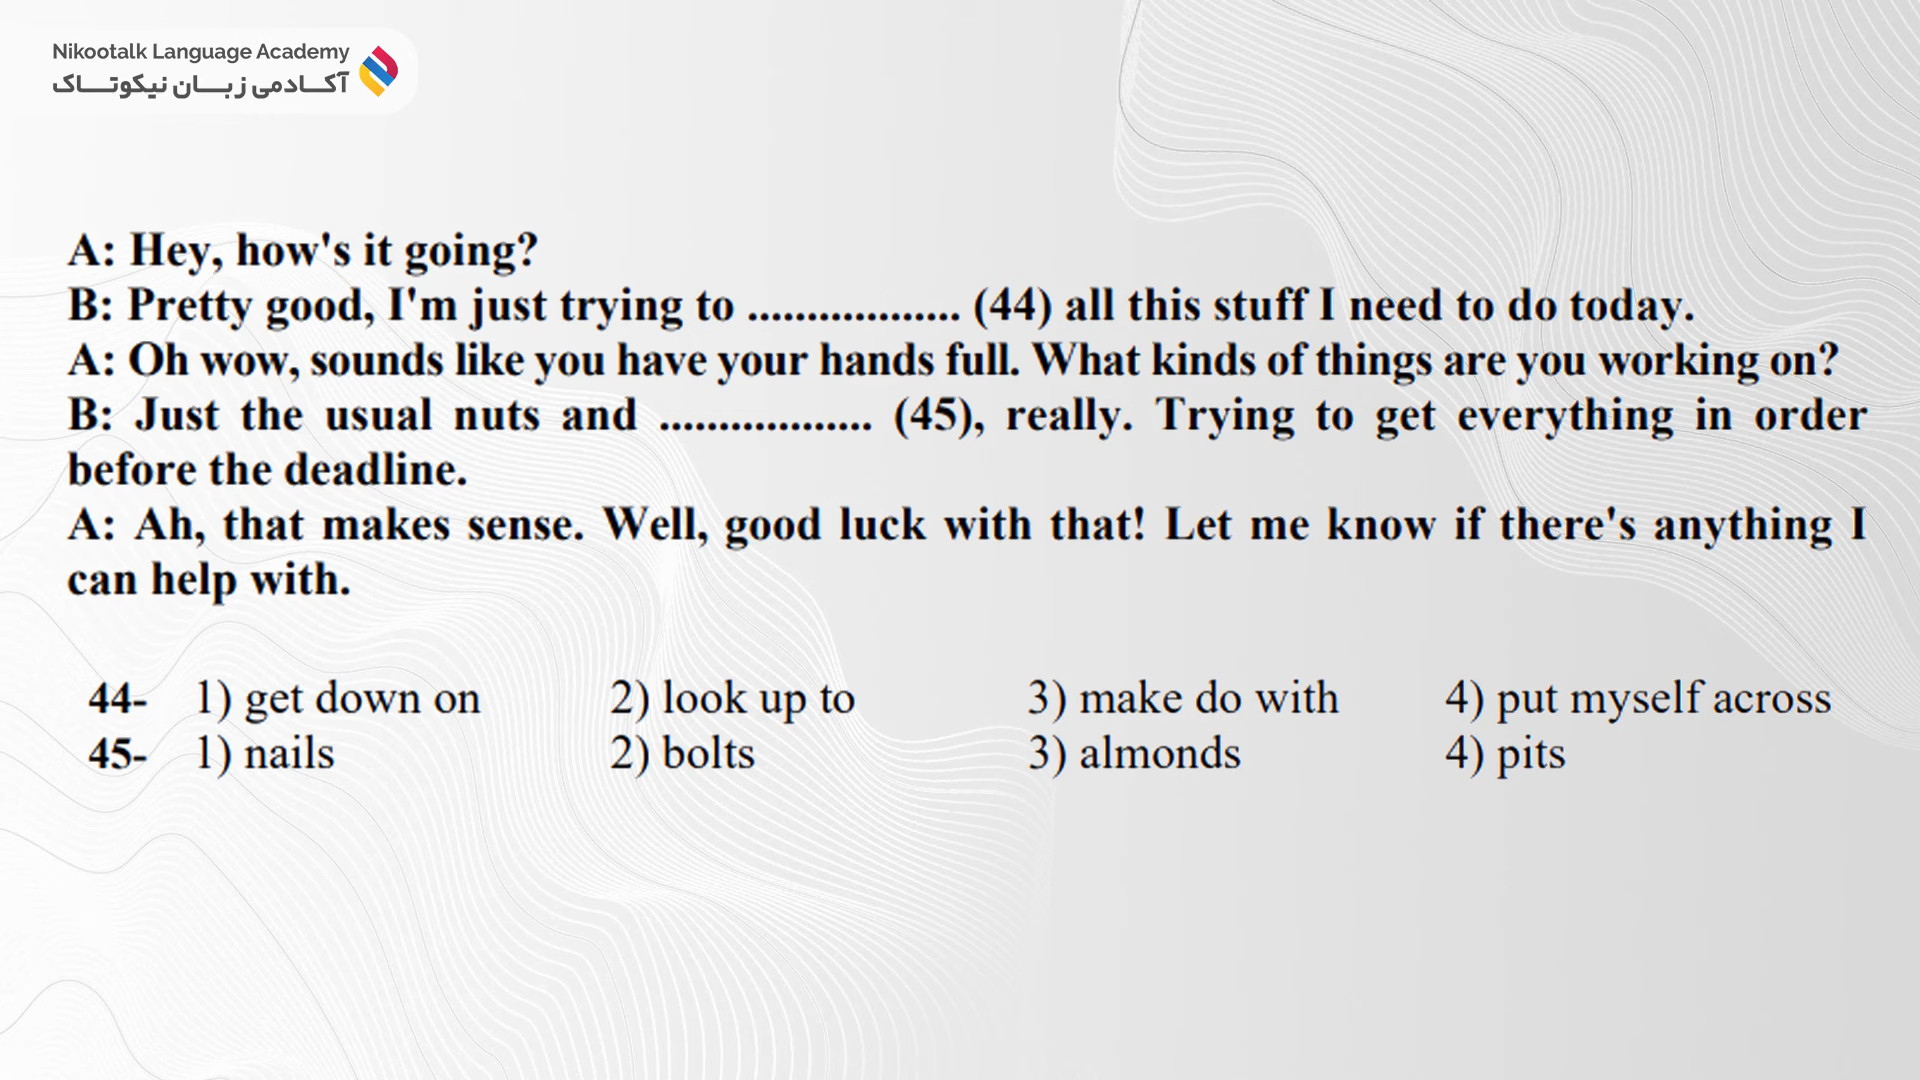 Nikootalk Language Academy
آکادمی زبان نیکوتاک
A: Hey, how's it going?
B: Pretty good, I'm just trying to .................. (44) all this stuff I need to do today.
A: Oh wow, sounds like you have your hands full. What kinds of things are you working on?
B: Just the usual nuts and .................. (45), really. Trying to get everything in order
before the deadline.
A: Ah, that makes sense. Well, good luck with that! Let me know if there's anything I
can help with.
44- 1) get down on 2) look up to 3) make do with 4) put myself across
45- 1) nails 2) bolts 3) almonds 4) pits